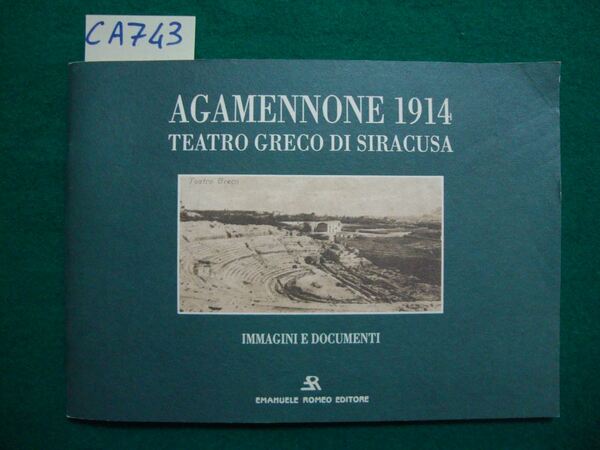 CA743
AGAMENNONE 1914
TEATRO GRECO DI SIRACUSA
Teatro Greco
IMMAGINI E DOCUMENTI
EMANUELE ROMEO EDITORE